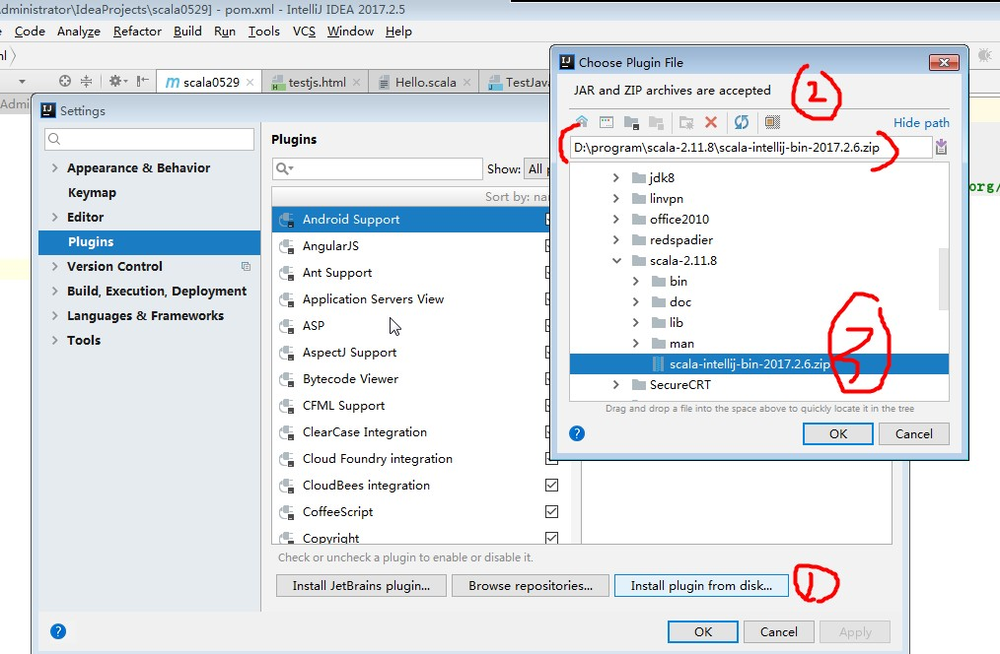 dministrator\IdeaProjects\scala0529] - pom.xml - IntelliJ IDEA 2017.2.5
Code Analyze Refactor Build Run Tools VCS Window Help
scala0529 testjs.html Hello.scala TestJava
Admi
Settings
Appearance & Behavior
Keymap
Editor
Plugins
Version Control
Build, Execution, Deployment
Languages & Frameworks
Tools
Plugins
Show: All p
Sort by: nar
Android Support
AngularJS
Ant Support
Application Servers View
ASP
AspectJ Support
Bytecode Viewer
CFML Support
ClearCase Integration
Cloud Foundry integration
CloudBees integration
CoffeeScript
Copyright
Check or uncheck a plugin to enable or disable it.
Install JetBrains plugin... Browse repositories... Install plugin from disk... 1
OK Cancel Apply
Choose Plugin File
JAR and ZIP archives are accepted 2
Hide path
D:\program\scala-2.11.8\scala-intellij-bin-2017.2.6.zip
jdk8
linvpn
office2010
redspadier
scala-2.11.8
bin
doc
lib
man
scala-intellij-bin-2017.2.6.zip 3
SecureCRT
Drag and drop a file into the space above to quickly locate it in the tree
OK Cancel
org/